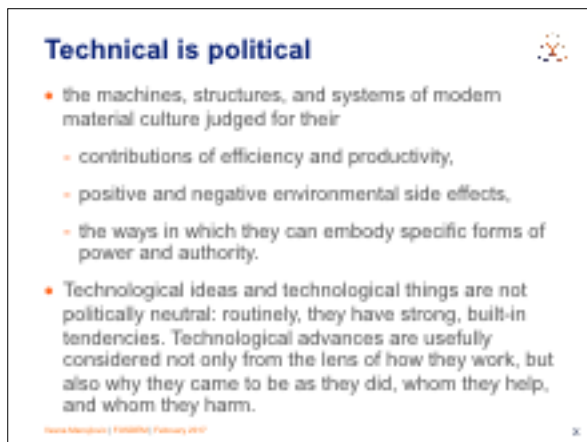 Technical is political
• the machines, structures, and systems of modern
material culture judged for their
- contributions of efficiency and productivity,
- positive and negative environmental side effects,
- the ways in which they can embody specific forms of
power and authority.
• Technological ideas and technological things are not
politically neutral: routinely, they have strong, built-in
tendencies. Technological advances are usefully
considered not only from the lens of how they work, but
also why they came to be as they did, whom they help,
and whom they harm.
February 2017